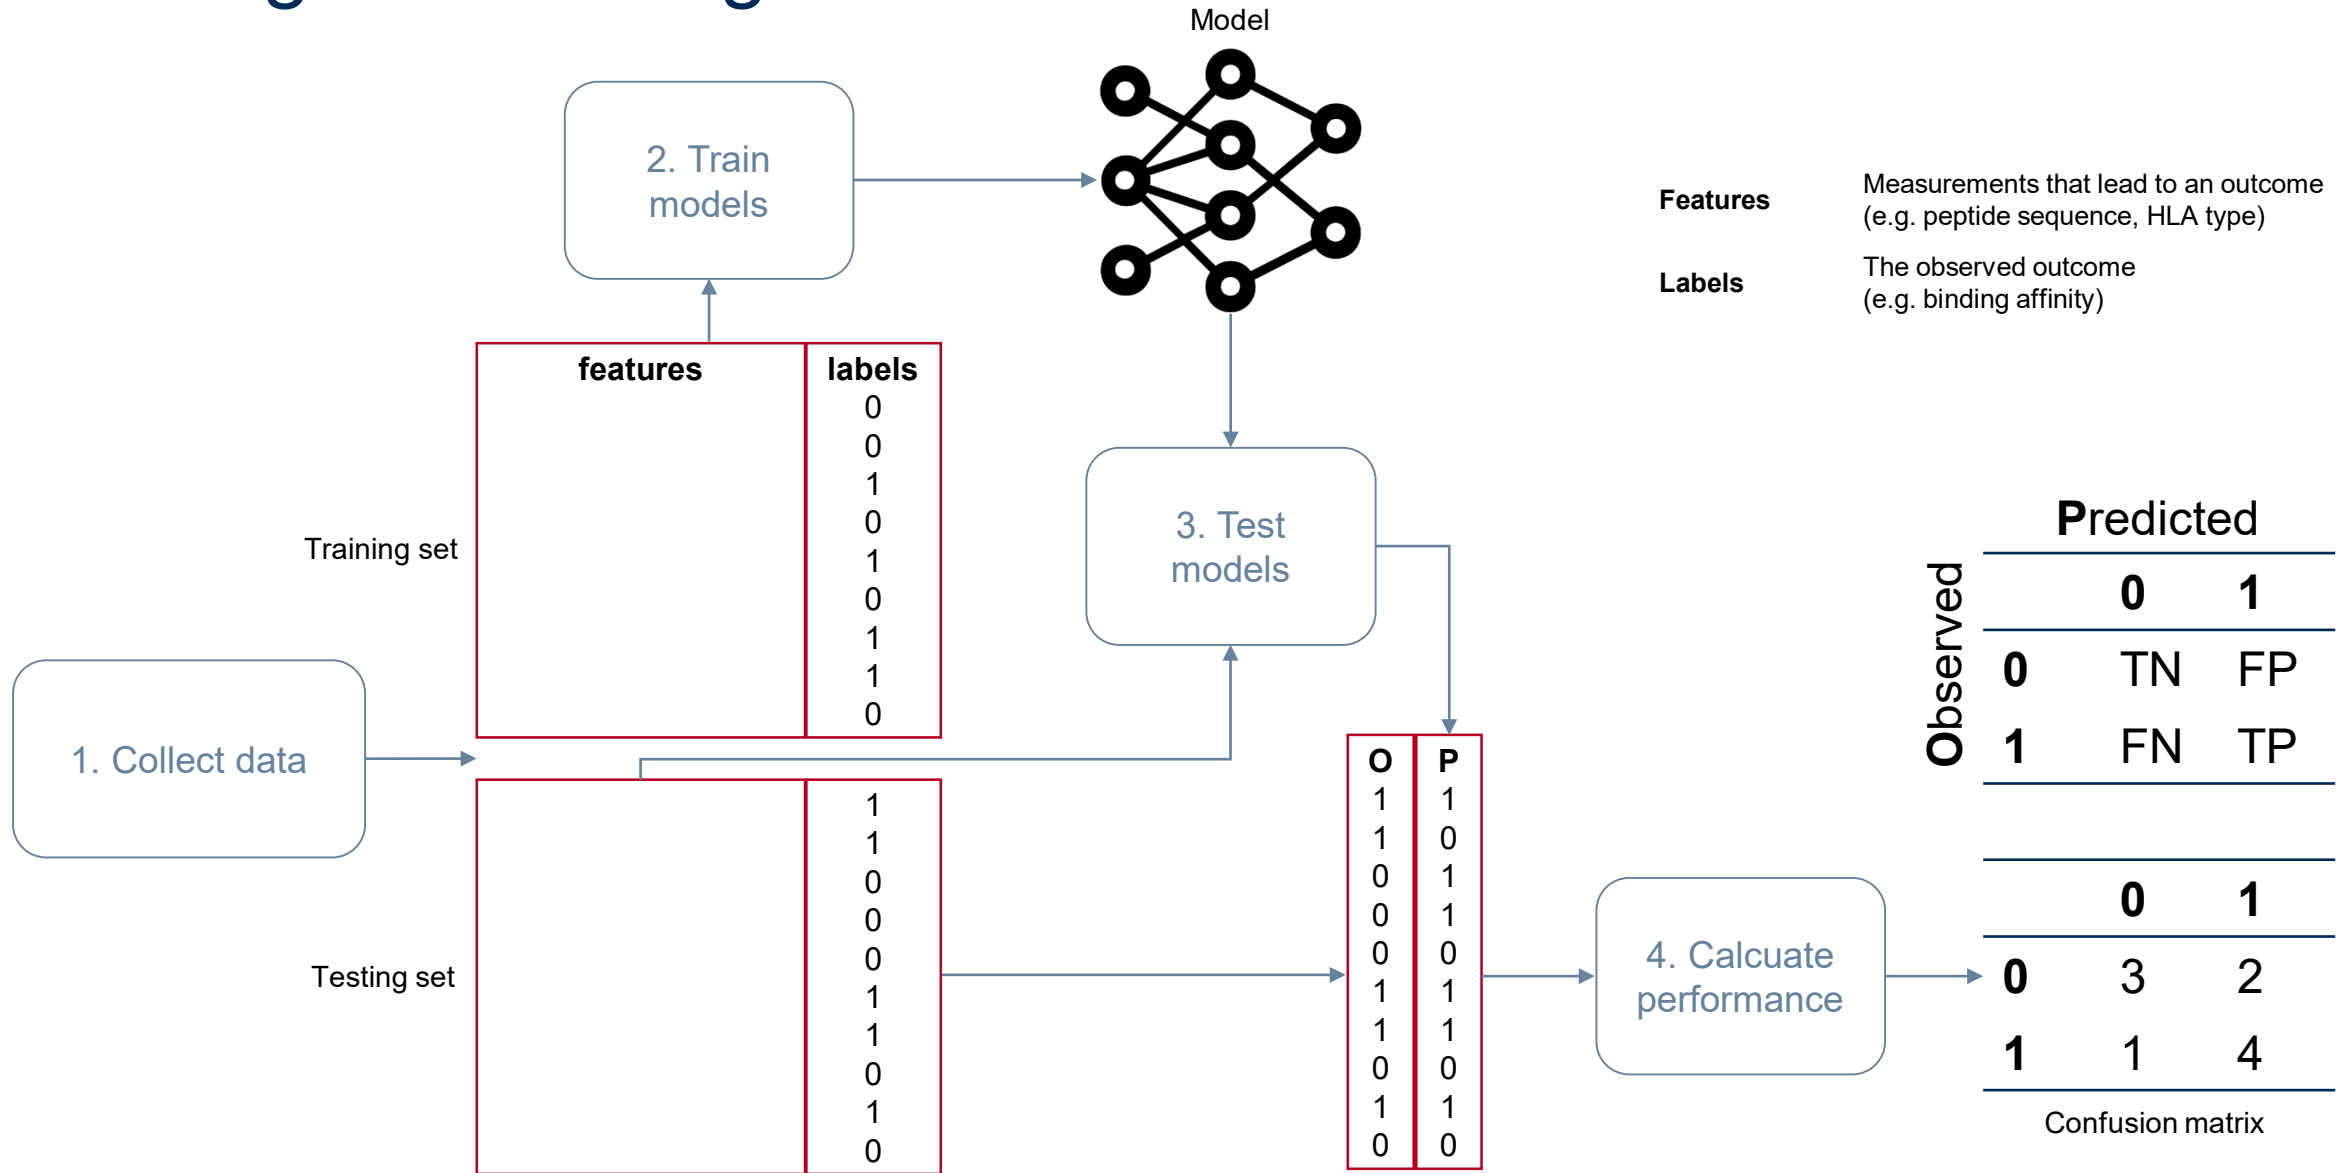 Model
2. Train
models
Features
Measurements that lead to an outcome
(e.g. peptide sequence, HLA type)
Labels
The observed outcome
(e.g. binding affinity)
features labels
0
0
1
0
1
0
1
1
0
Training set
3. Test
models
1. Collect data
Testing set
1
1
0
0
0
1
1
0
1
0
O P
1 1
1 0
0 1
0 1
0 0
1 1
1 1
0 0
1 1
0 0
4. Calcuate
performance
Predicted
Observed
0 1
0 TN FP
1 FN TP
0 1
0 3 2
1 1 4
Confusion matrix